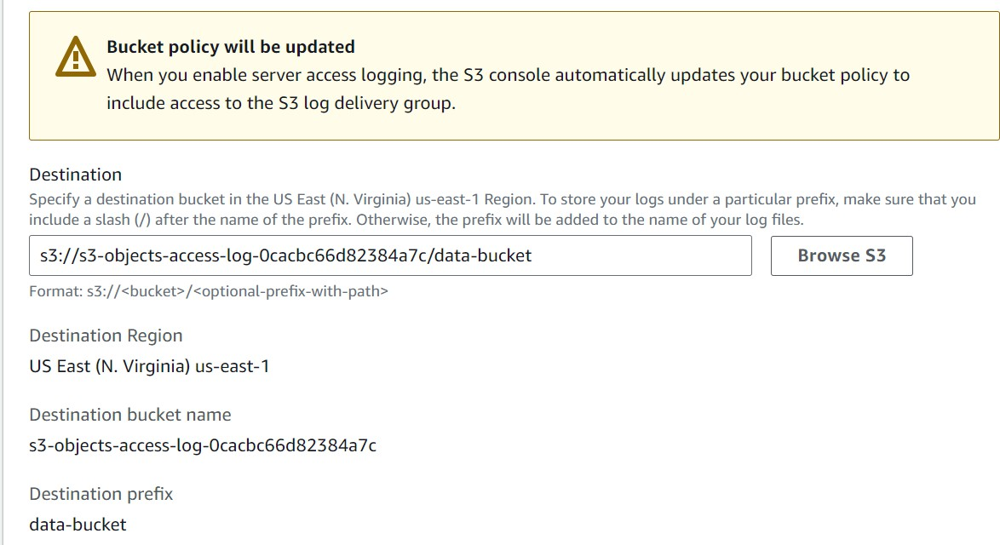 Bucket policy will be updated
When you enable server access logging, the S3 console automatically updates your bucket policy to
include access to the S3 log delivery group.
Destination
Specify a destination bucket in the US East (N. Virginia) us-east-1 Region. To store your logs under a particular prefix, make sure that you
include a slash (/) after the name of the prefix. Otherwise, the prefix will be added to the name of your log files.
s3://s3-objects-access-log-0cacbc66d82384a7c/data-bucket
Browse S3
Format: s3://<bucket>/<optional-prefix-with-path>
Destination Region
US East (N. Virginia) us-east-1
Destination bucket name
s3-objects-access-log-0cacbc66d82384a7c
Destination prefix
data-bucket